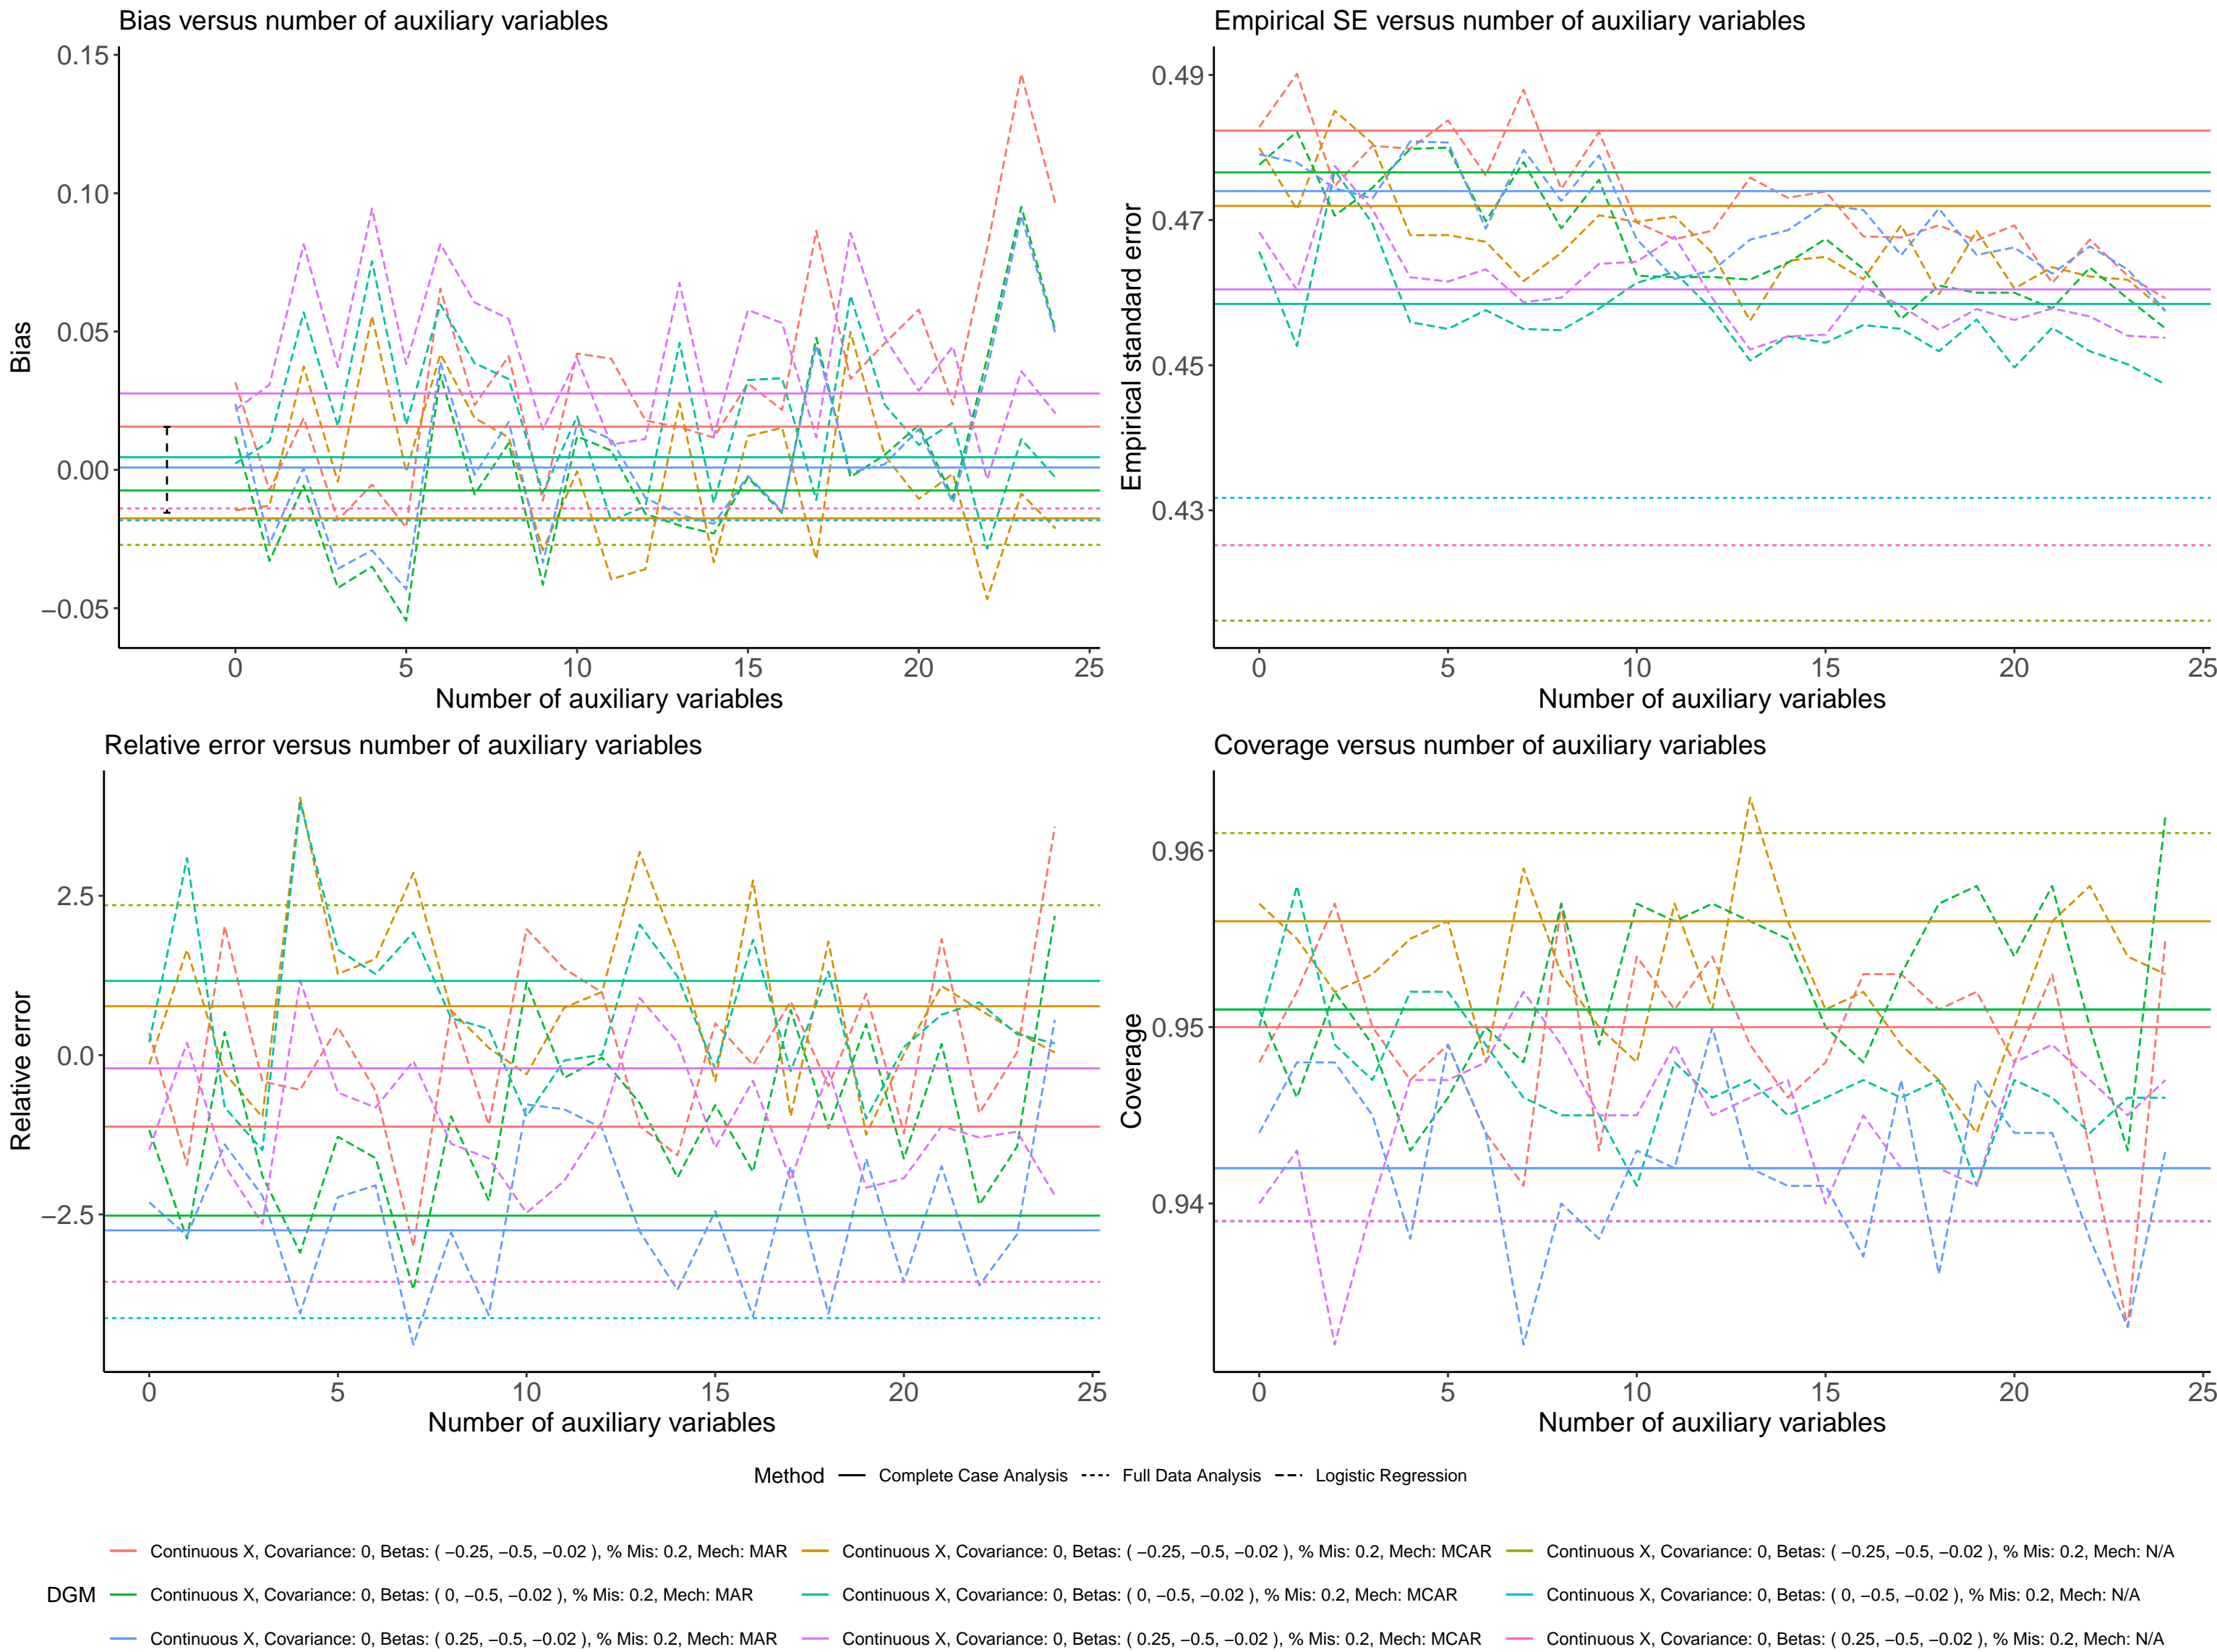 Bias versus number of auxiliary variables
0.15
0.10
0.05
0.00
−0.05
Bias
0
5
10
15
20
25
Number of auxiliary variables
Empirical SE versus number of auxiliary variables
0.49
0.47
0.45
0.43
Empirical standard error
0
5
10
15
20
25
Number of auxiliary variables
Relative error versus number of auxiliary variables
2.5
0.0
−2.5
Relative error
0
5
10
15
20
25
Number of auxiliary variables
Coverage versus number of auxiliary variables
0.96
0.95
0.94
Coverage
0
5
10
15
20
25
Number of auxiliary variables
Method Complete Case Analysis Full Data Analysis Logistic Regression
DGM
Continuous X, Covariance: 0, Betas: ( −0.25, −0.5, −0.02 ), % Mis: 0.2, Mech: MAR
Continuous X, Covariance: 0, Betas: ( 0, −0.5, −0.02 ), % Mis: 0.2, Mech: MAR
Continuous X, Covariance: 0, Betas: ( 0.25, −0.5, −0.02 ), % Mis: 0.2, Mech: MAR
Continuous X, Covariance: 0, Betas: ( −0.25, −0.5, −0.02 ), % Mis: 0.2, Mech: MCAR
Continuous X, Covariance: 0, Betas: ( 0, −0.5, −0.02 ), % Mis: 0.2, Mech: MCAR
Continuous X, Covariance: 0, Betas: ( 0.25, −0.5, −0.02 ), % Mis: 0.2, Mech: MCAR
Continuous X, Covariance: 0, Betas: ( −0.25, −0.5, −0.02 ), % Mis: 0.2, Mech: N/A
Continuous X, Covariance: 0, Betas: ( 0, −0.5, −0.02 ), % Mis: 0.2, Mech: N/A
Continuous X, Covariance: 0, Betas: ( 0.25, −0.5, −0.02 ), % Mis: 0.2, Mech: N/A